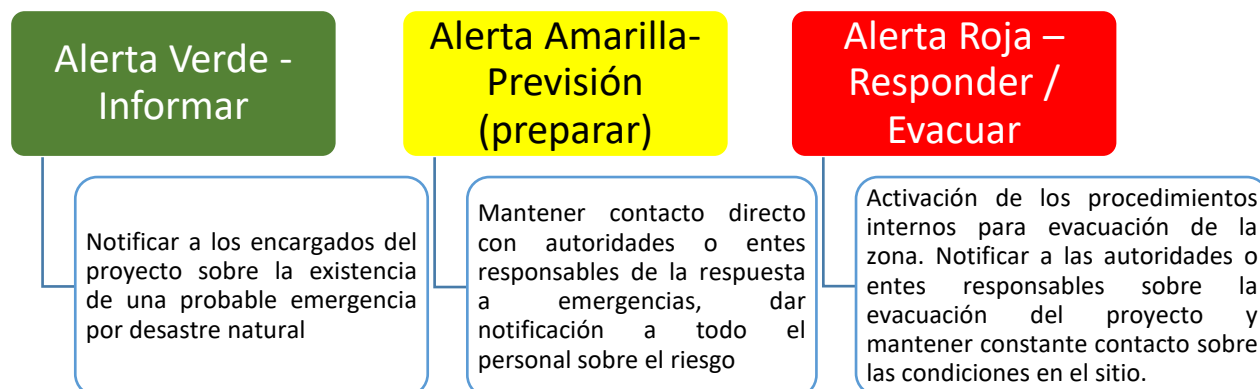 Alerta Verde -
Informar
Notificar a los encargados del
proyecto sobre la existencia
de una probable emergencia
por desastre natural
Alerta Amarilla-
Previsión
(preparar)
Mantener contacto directo
con autoridades o entes
responsables de la respuesta
a emergencias, dar
notificación a todo el
personal sobre el riesgo
Alerta Roja –
Responder /
Evacuar
Activación de los procedimientos
internos para evacuación de la
zona. Notificar a las autoridades o
entes responsables sobre la
evacuación del proyecto y
mantener constante contacto sobre
las condiciones en el sitio.